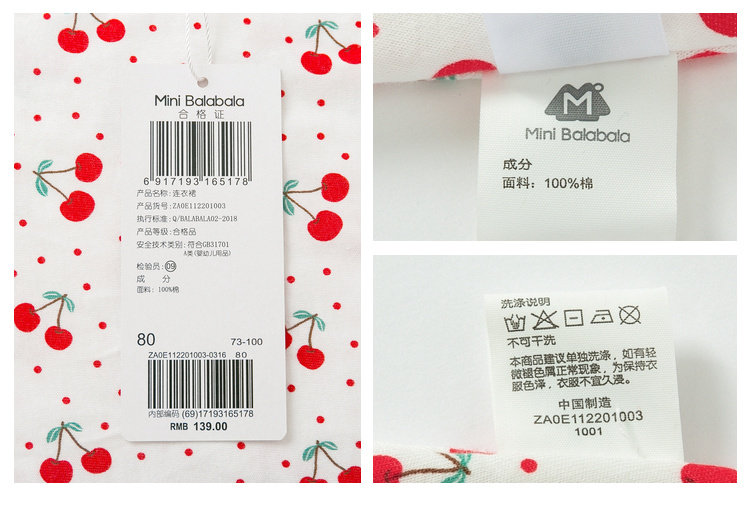 Mini Balabala
合格证
6 917193 165178
产品名称: 连衣裙
产品货号: ZA0E112201003
执行标准: Q/BALABALA02-2018
产品等级: 合格品
安全技术类别: 符合GB31701
A类(婴幼儿用品)
检验员: 09
成 分
面料: 100%棉
80 73-100
ZA0E112201003-0316 80
内部编码 (69)17193165178
RMB 139.00
M
Mini Balabala
成分
面料: 100%棉
洗涤说明
不可干洗
本商品建议单独洗涤, 如有轻
微褪色属正常现象, 为保持衣
服色泽, 衣服不宜久浸。
中国制造
ZA0E112201003
1001